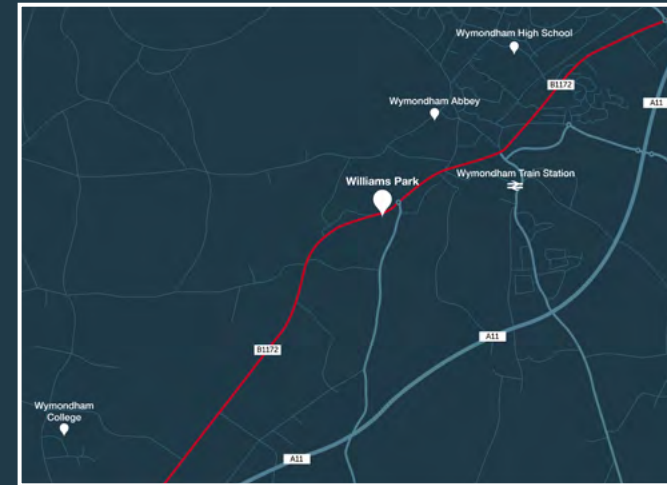 Wymondham High School
B1172
A11
Wymondham Abbey
Wymondham Train Station
Williams Park
A11
B1172
Wymondham
College
A11